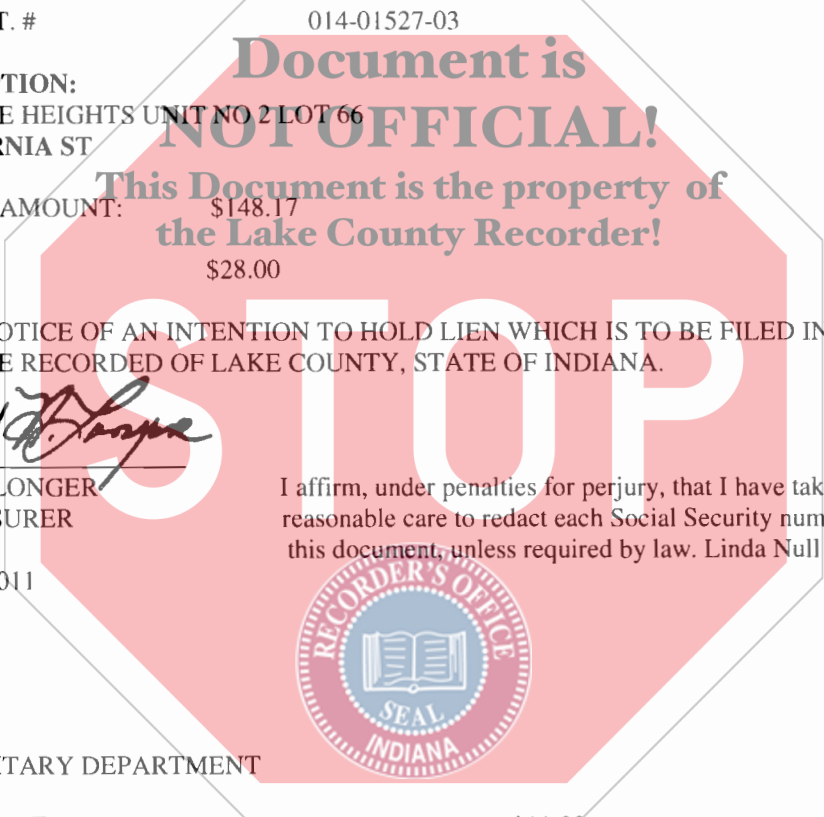 T. # 014-01527-03
Document is
TION:
E HEIGHTS UNIT NO 2 LOT 66
NOT OFFICIAL!
RNIA ST
This Document is the property of
AMOUNT: $148.17
the Lake County Recorder!
$28.00
STOP
OTICE OF AN INTENTION TO HOLD LIEN WHICH IS TO BE FILED IN
E RECORDED OF LAKE COUNTY, STATE OF INDIANA.
LONGER I affirm, under penalties for perjury, that I have tak
SURER reasonable care to redact each Social Security num
this document, unless required by law. Linda Null
011
RECORDER'S OFFICE
SEAL
INDIANA
ITARY DEPARTMENT